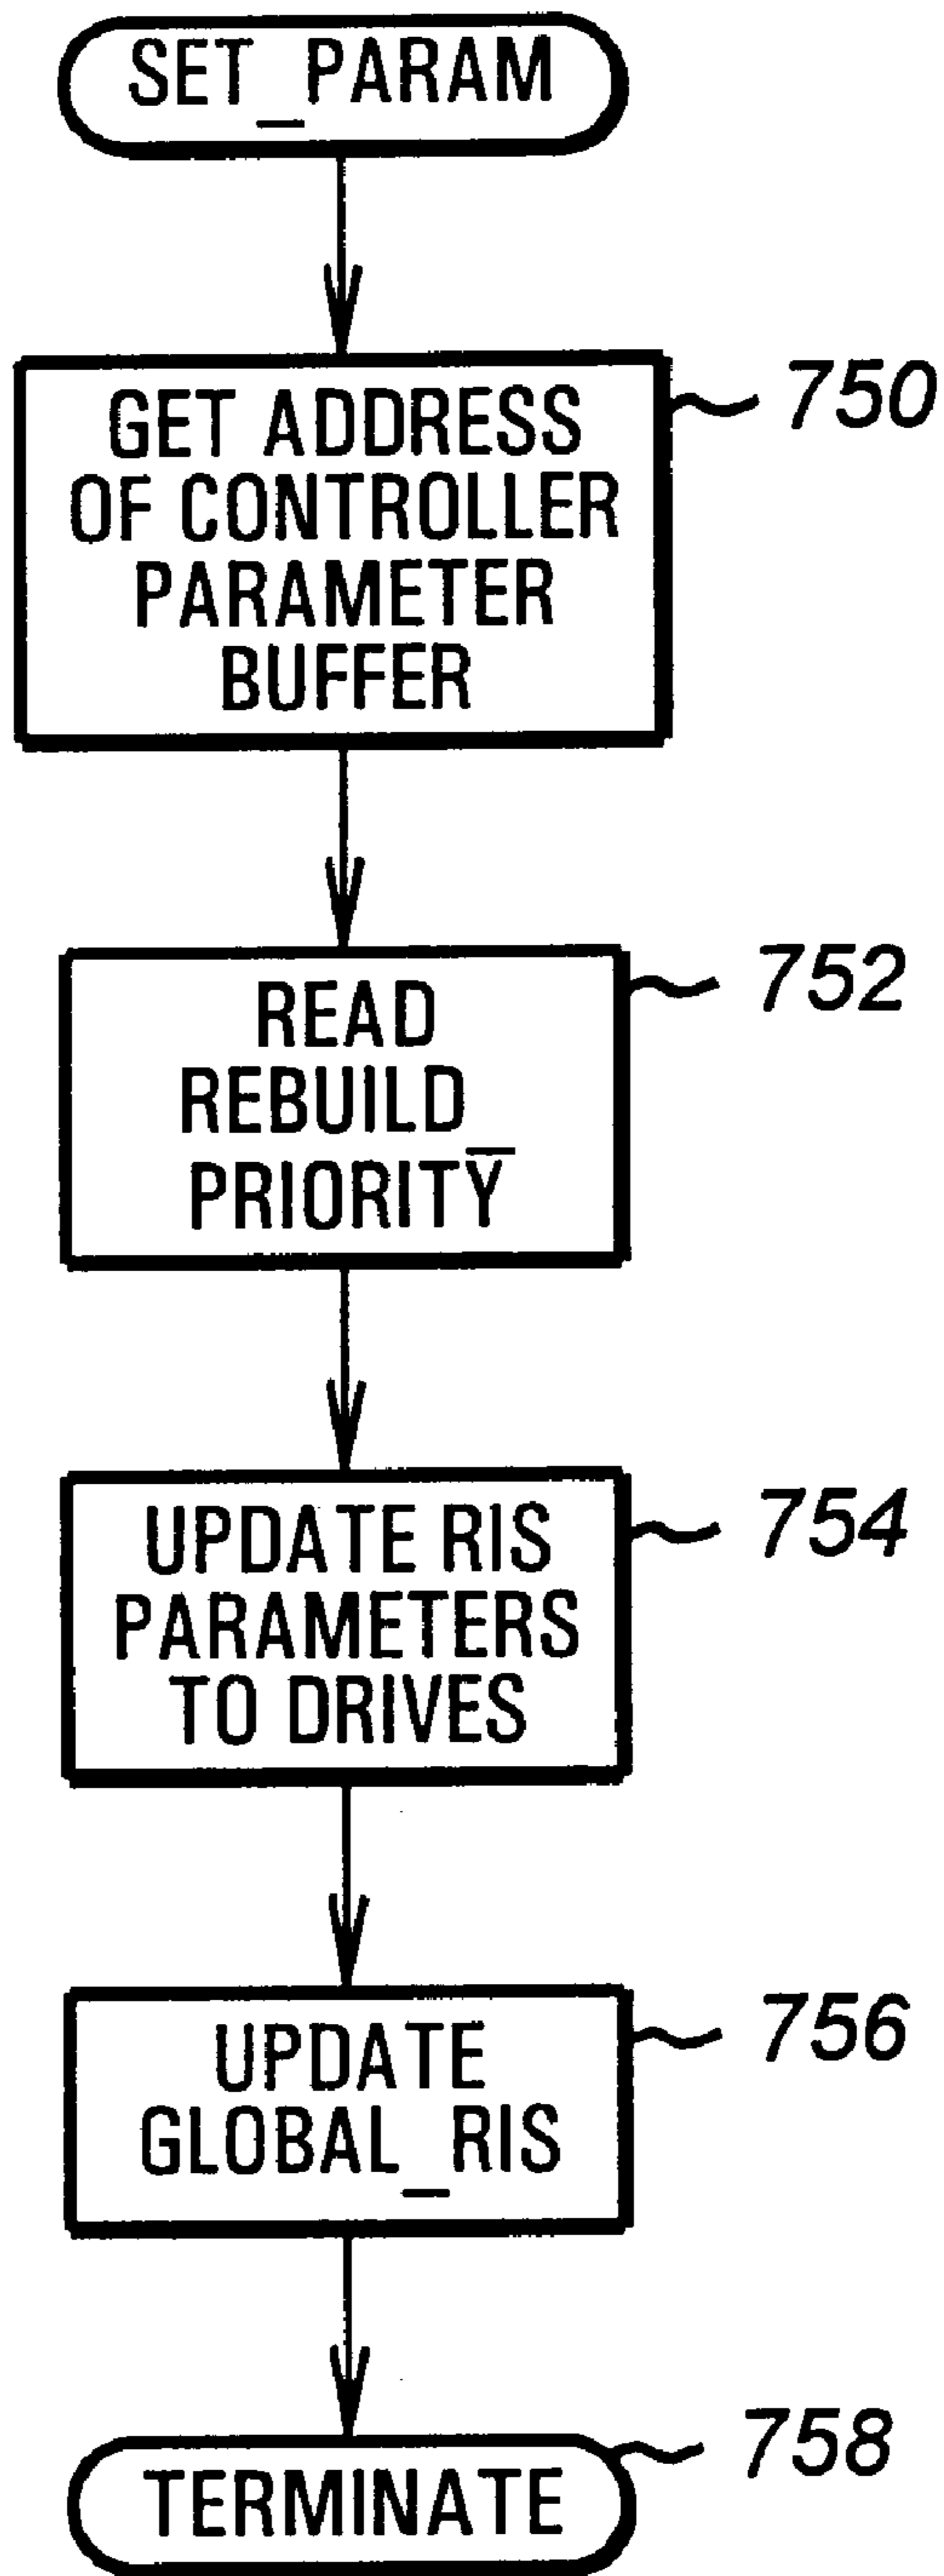 SET_PARAM
GET ADDRESS
OF CONTROLLER
PARAMETER
BUFFER
750
READ
REBUILD_
PRIORITY
752
UPDATE RIS
PARAMETERS
TO DRIVES
754
UPDATE
GLOBAL_RIS
756
TERMINATE
758